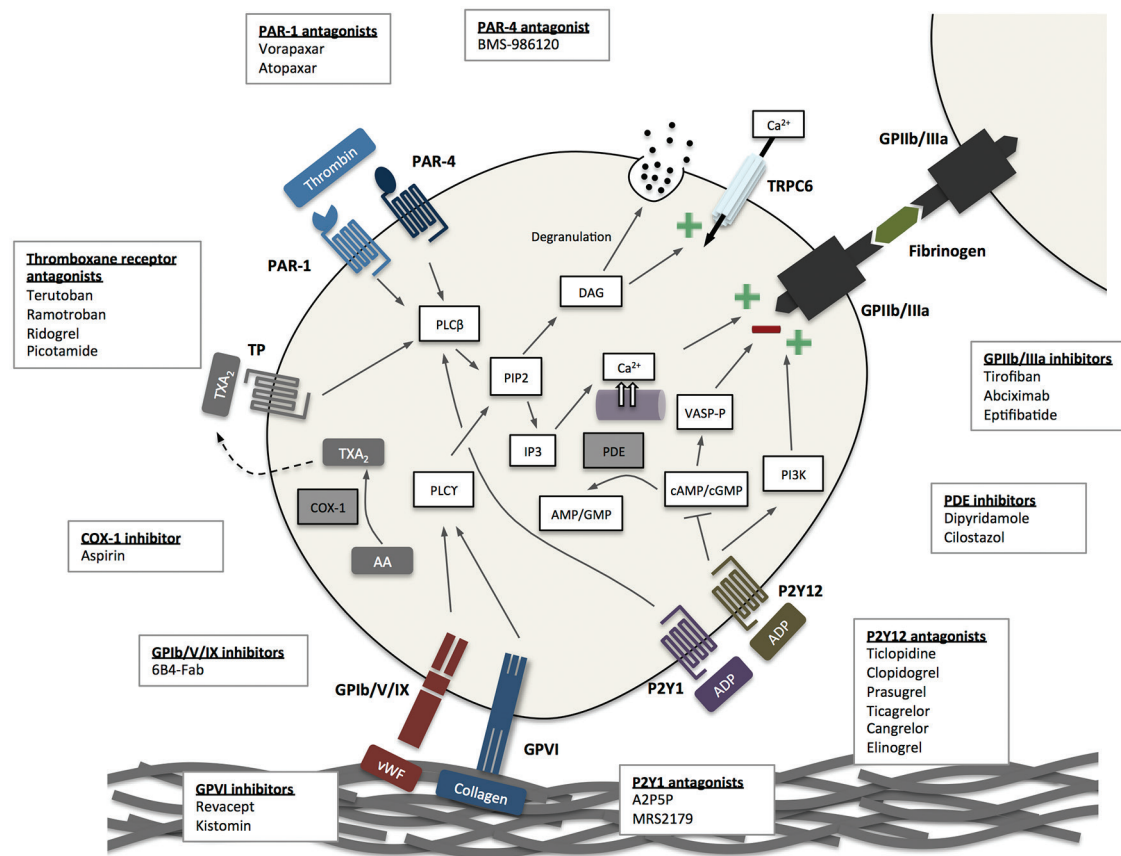 PAR-1 antagonists
Vorapaxar
Atopaxar
PAR-4 antagonist
BMS-986120
Ca²⁺
GPIIb/IIIa
TRPC6
PAR-4
Thrombin
PAR-1
Degranulation
Fibrinogen
GPIIb/IIIa
Thromboxane receptor
antagonists
Terutoban
Ramotroban
Ridogrel
Picotamide
DAG
PLCβ
TP
TXA₂
PIP2
Ca²⁺
GPIIb/IIIa inhibitors
Tirofiban
Abciximab
Eptifibatide
VASP-P
IP3
PDE
TXA₂
PLCY
cAMP/cGMP
PI3K
COX-1
AMP/GMP
PDE inhibitors
Dipyridamole
Cilostazol
COX-1 inhibitor
Aspirin
AA
P2Y12
ADP
GPIb/V/IX inhibitors
6B4-Fab
GPIb/V/IX
P2Y1
ADP
P2Y12 antagonists
Ticlopidine
Clopidogrel
Prasugrel
Ticagrelor
Cangrelor
Elinogrel
GPVI
vWF
Collagen
GPVI inhibitors
Revacept
Kistomin
P2Y1 antagonists
A2P5P
MRS2179